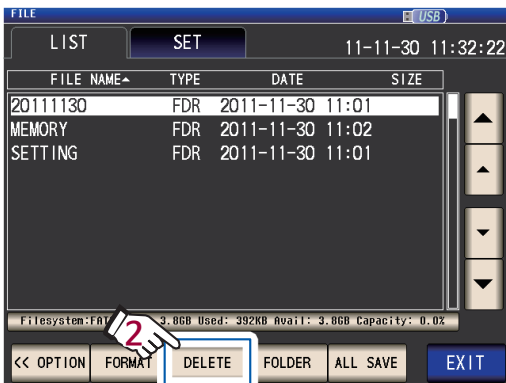 FILE USB
LIST SET 11-11-30 11:32:22
FILE NAME TYPE DATE SIZE
20111130 FDR 2011-11-30 11:01
MEMORY FDR 2011-11-30 11:02
SETTING FDR 2011-11-30 11:01
Filesystem: 3.8GB Used: 392KB Avail: 3.8GB Capacity: 0.0%
2
<< OPTION FORMAT DELETE FOLDER ALL SAVE EXIT